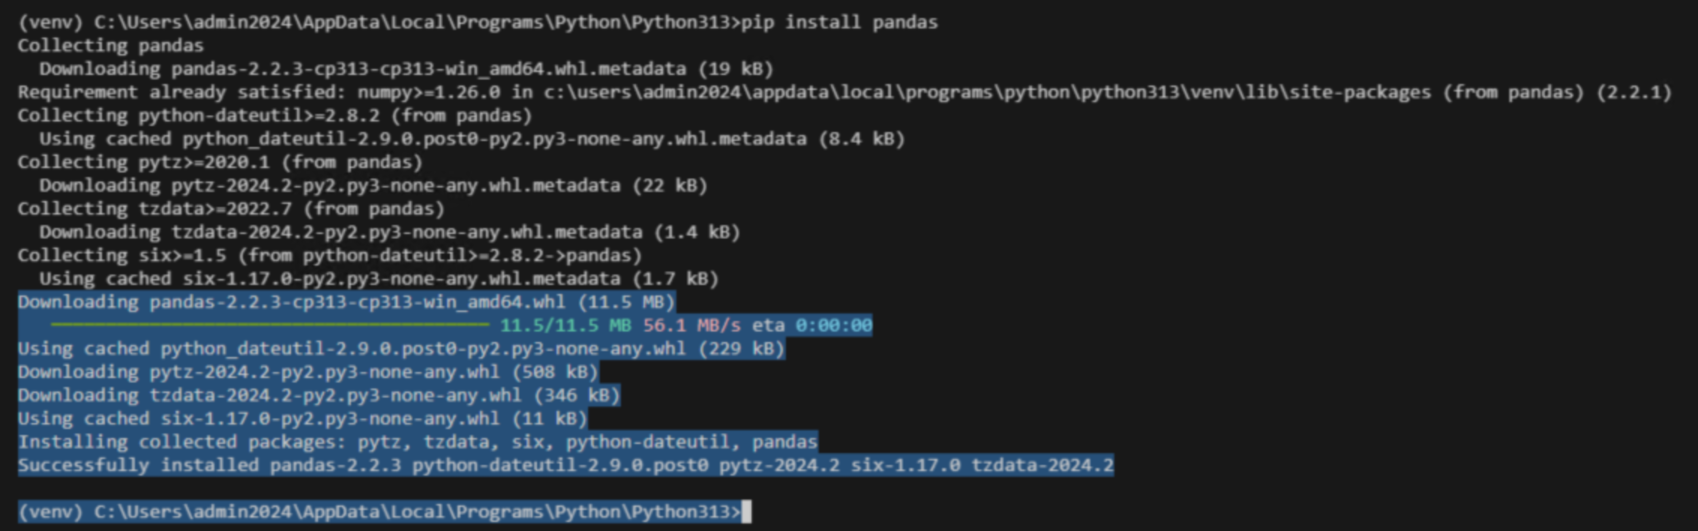 (venv) C:\Users\admin2024\AppData\Local\Programs\Python\Python313>pip install pandas
Collecting pandas
  Downloading pandas-2.2.3-cp313-cp313-win_amd64.whl.metadata (19 kB)
Requirement already satisfied: numpy>=1.26.0 in c:\users\admin2024\appdata\local\programs\python\python313\venv\lib\site-packages (from pandas) (2.2.1)
Collecting python-dateutil>=2.8.2 (from pandas)
  Using cached python_dateutil-2.9.0.post0-py2.py3-none-any.whl.metadata (8.4 kB)
Collecting pytz>=2020.1 (from pandas)
  Downloading pytz-2024.2-py2.py3-none-any.whl.metadata (22 kB)
Collecting tzdata>=2022.7 (from pandas)
  Downloading tzdata-2024.2-py2.py3-none-any.whl.metadata (1.4 kB)
Collecting six>=1.5 (from python-dateutil>=2.8.2->pandas)
  Using cached six-1.17.0-py2.py3-none-any.whl.metadata (1.7 kB)
Downloading pandas-2.2.3-cp313-cp313-win_amd64.whl (11.5 MB)
11.5/11.5 MB 56.1 MB/s eta 0:00:00
Using cached python_dateutil-2.9.0.post0-py2.py3-none-any.whl (229 kB)
Downloading pytz-2024.2-py2.py3-none-any.whl (508 kB)
Downloading tzdata-2024.2-py2.py3-none-any.whl (346 kB)
Using cached six-1.17.0-py2.py3-none-any.whl (11 kB)
Installing collected packages: pytz, tzdata, six, python-dateutil, pandas
Successfully installed pandas-2.2.3 python-dateutil-2.9.0.post0 pytz-2024.2 six-1.17.0 tzdata-2024.2
(venv) C:\Users\admin2024\AppData\Local\Programs\Python\Python313>